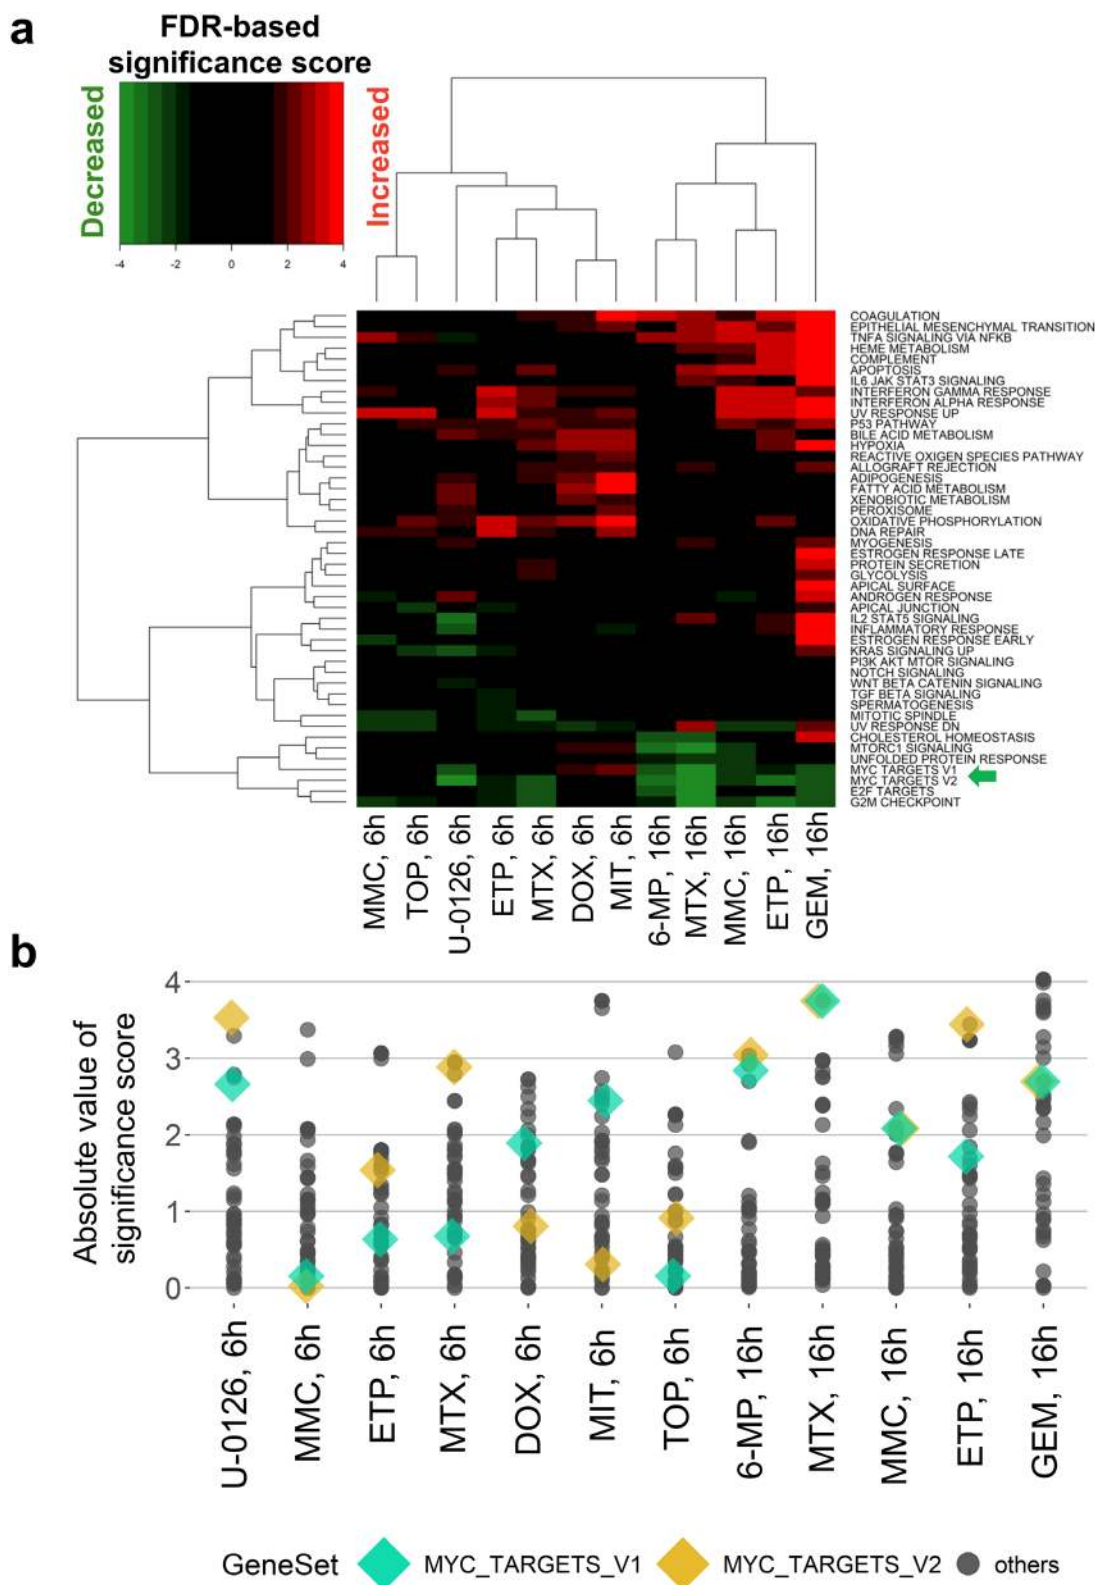 a
FDR-based
significance score
Decreased
Increased
-4 -2 0 2 4
COAGULATION
EPITHELIAL MESENCHYMAL TRANSITION
TNFA SIGNALING VIA NFKB
HEME METABOLISM
COMPLEMENT
APOPTOSIS
IL6 JAK STAT3 SIGNALING
INTERFERON GAMMA RESPONSE
INTERFERON ALPHA RESPONSE
UV RESPONSE UP
P53 PATHWAY
BILE ACID METABOLISM
HYPOXIA
REACTIVE OXIGEN SPECIES PATHWAY
ALLOGRAFT REJECTION
ADIPOGENESIS
FATTY ACID METABOLISM
XENOBIOTIC METABOLISM
PEROXISOME
OXIDATIVE PHOSPHORYLATION
DNA REPAIR
MYOGENESIS
ESTROGEN RESPONSE LATE
PROTEIN SECRETION
GLYCOLYSIS
APICAL SURFACE
ANDROGEN RESPONSE
APICAL JUNCTION
IL2 STAT5 SIGNALING
INFLAMMATORY RESPONSE
ESTROGEN RESPONSE EARLY
KRAS SIGNALING UP
PI3K AKT MTOR SIGNALING
NOTCH SIGNALING
WNT BETA CATENIN SIGNALING
TGF BETA SIGNALING
SPERMATOGENESIS
MITOTIC SPINDLE
UV RESPONSE DN
CHOLESTEROL HOMEOSTASIS
MTORC1 SIGNALING
UNFOLDED PROTEIN RESPONSE
MYC TARGETS V1
MYC TARGETS V2
E2F TARGETS
G2M CHECKPOINT
MMC, 6h
TOP, 6h
U-0126, 6h
ETP, 6h
MTX, 6h
DOX, 6h
MIT, 6h
6-MP, 16h
MTX, 16h
MMC, 16h
ETP, 16h
GEM, 16h
b
Absolute value of
significance score
4
3
2
1
0
U-0126, 6h
MMC, 6h
ETP, 6h
MTX, 6h
DOX, 6h
MIT, 6h
TOP, 6h
6-MP, 16h
MTX, 16h
MMC, 16h
ETP, 16h
GEM, 16h
GeneSet MYC_TARGETS_V1 MYC_TARGETS_V2 others